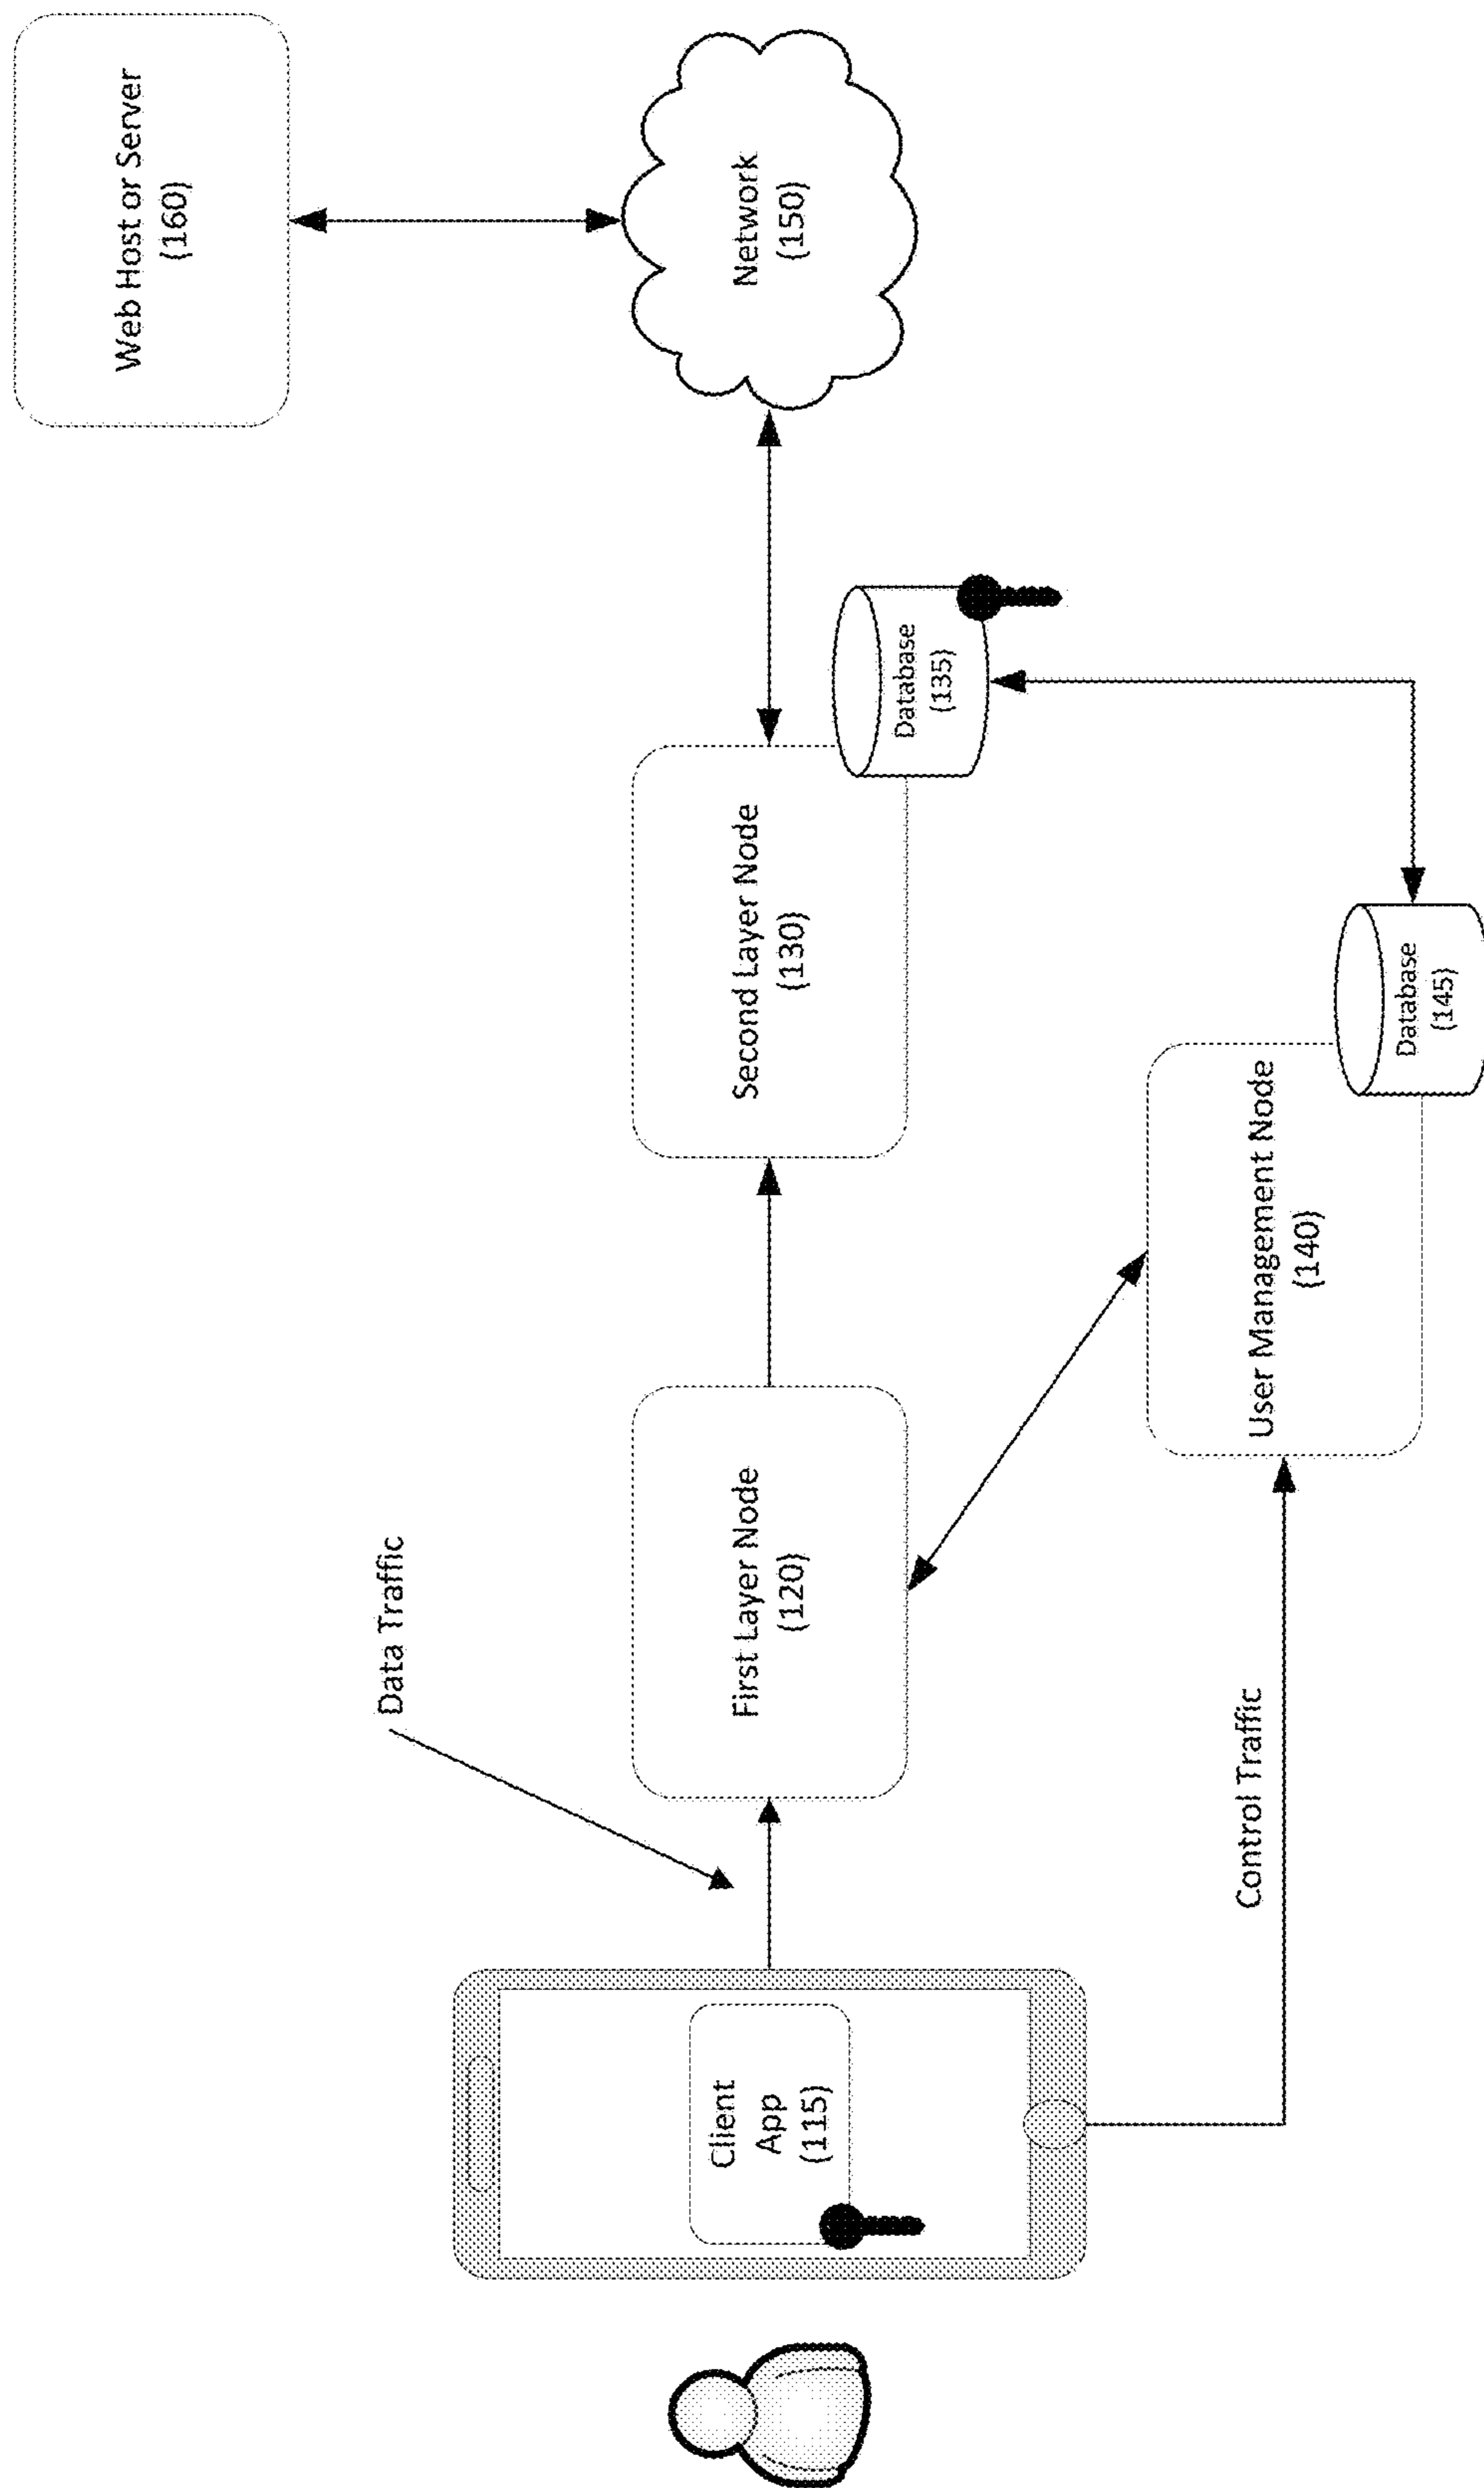 Web Host or Server
(160)
Network
(150)
Database
(135)
Second Layer Node
(130)
Database
(145)
User Management Node
(140)
First Layer Node
(120)
Data Traffic
Control Traffic
Client
App
(115)